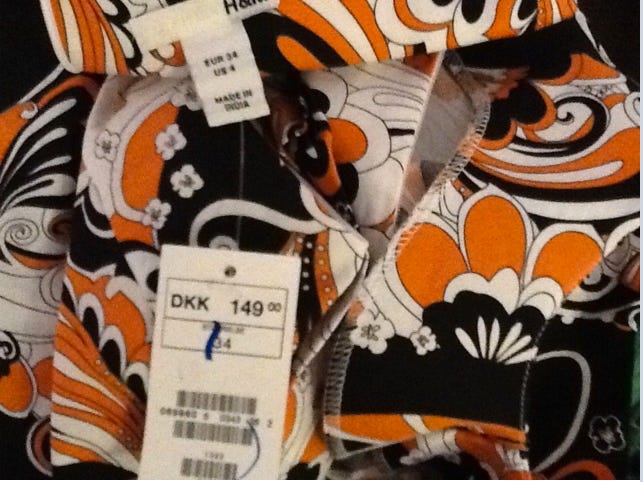 H&M
EUR 34
US 4
MADE IN
INDIA
DKK 149 00
34